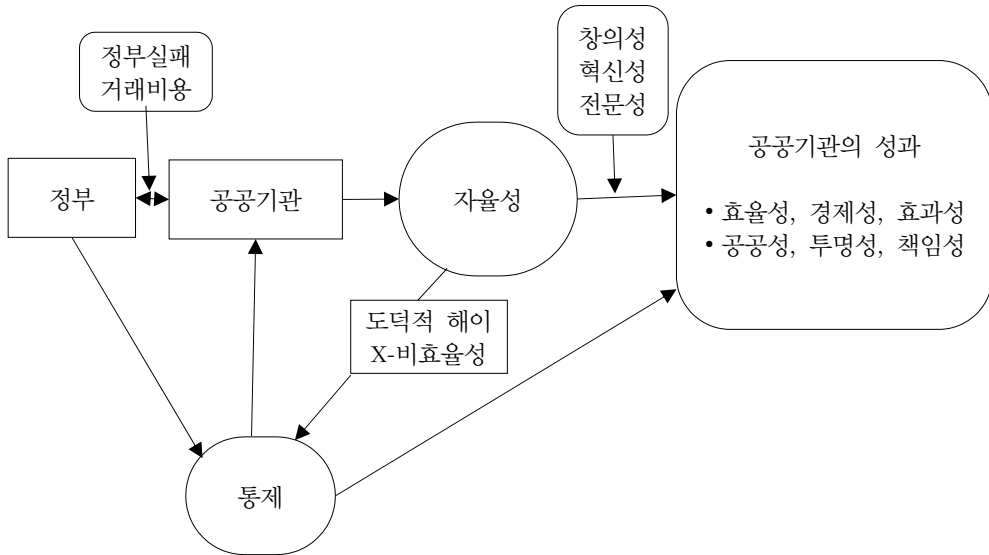 정부실패
거래비용
창의성
혁신성
전문성
정부
공공기관
자율성
공공기관의 성과
• 효율성, 경제성, 효과성
• 공공성, 투명성, 책임성
도덕적 해이
X-비효율성
통제